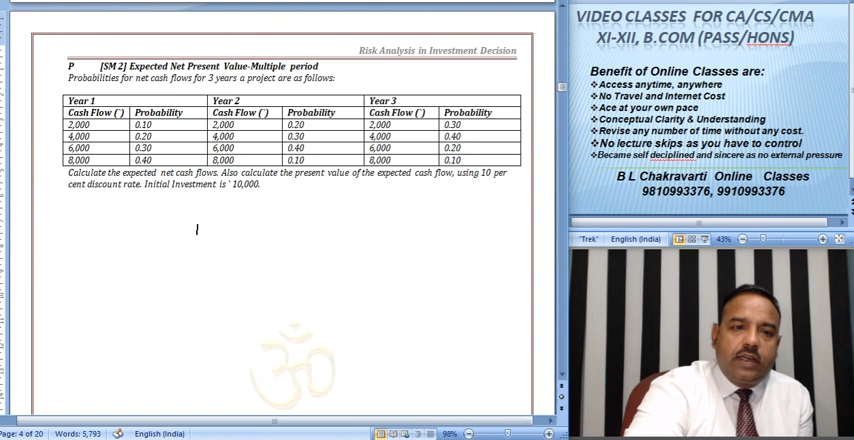 Risk Analysis in Investment Decision
P [SM 2] Expected Net Present Value-Multiple period
Probabilities for net cash flows for 3 years a project are as follows:
Year 1 Year 2 Year 3
Cash Flow (`) Probability Cash Flow (`) Probability Cash Flow (`) Probability
2,000 0.10 2,000 0.20 2,000 0.30
4,000 0.20 4,000 0.30 4,000 0.40
6,000 0.30 6,000 0.40 6,000 0.20
8,000 0.40 8,000 0.10 8,000 0.10
Calculate the expected net cash flows. Also calculate the present value of the expected cash flow, using 10 per
cent discount rate. Initial Investment is ` 10,000.
ॐ
Page: 4 of 20 Words: 5,793 English (India) 98%
VIDEO CLASSES FOR CA/CS/CMA
XI-XII, B.COM (PASS/HONS)
Benefit of Online Classes are:
❖Access anytime, anywhere
❖No Travel and Internet Cost
❖Ace at your own pace
❖Conceptual Clarity & Understanding
❖Revise any number of time without any cost.
❖No lecture skips as you have to control
❖Became self deciplined and sincere as no external pressure
B L Chakravarti Online Classes
9810993376, 9910993376
"Trek" English (India) 43%